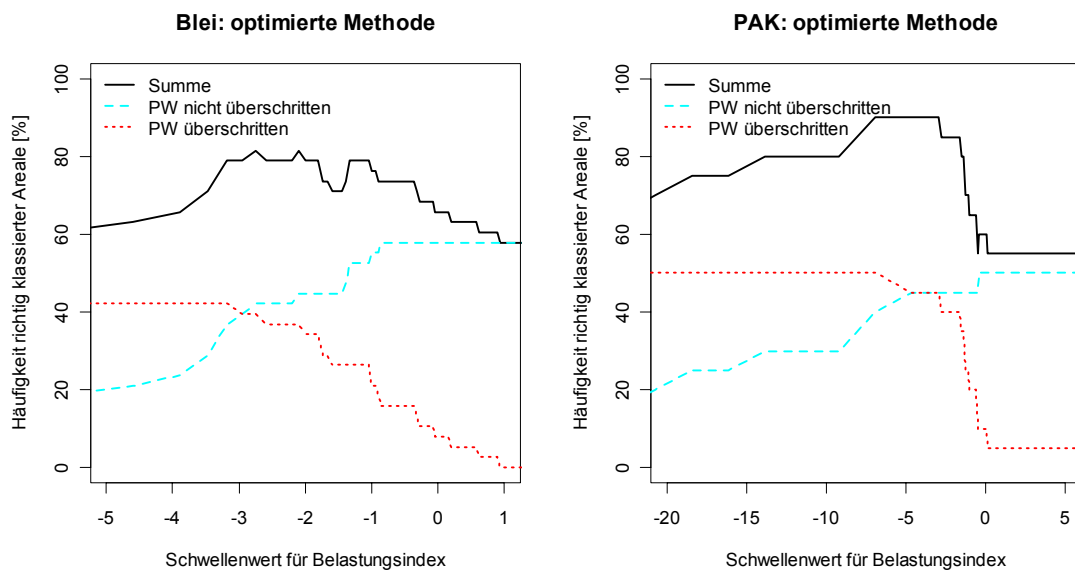 Blei: optimierte Methode
Häufigkeit richtig klassierter Areale [%]
100
80
60
40
20
0
Summe
PW nicht überschritten
PW überschritten
-5 -4 -3 -2 -1 0 1
Schwellenwert für Belastungsindex
PAK: optimierte Methode
Häufigkeit richtig klassierter Areale [%]
100
80
60
40
20
0
Summe
PW nicht überschritten
PW überschritten
-20 -15 -10 -5 0 5
Schwellenwert für Belastungsindex